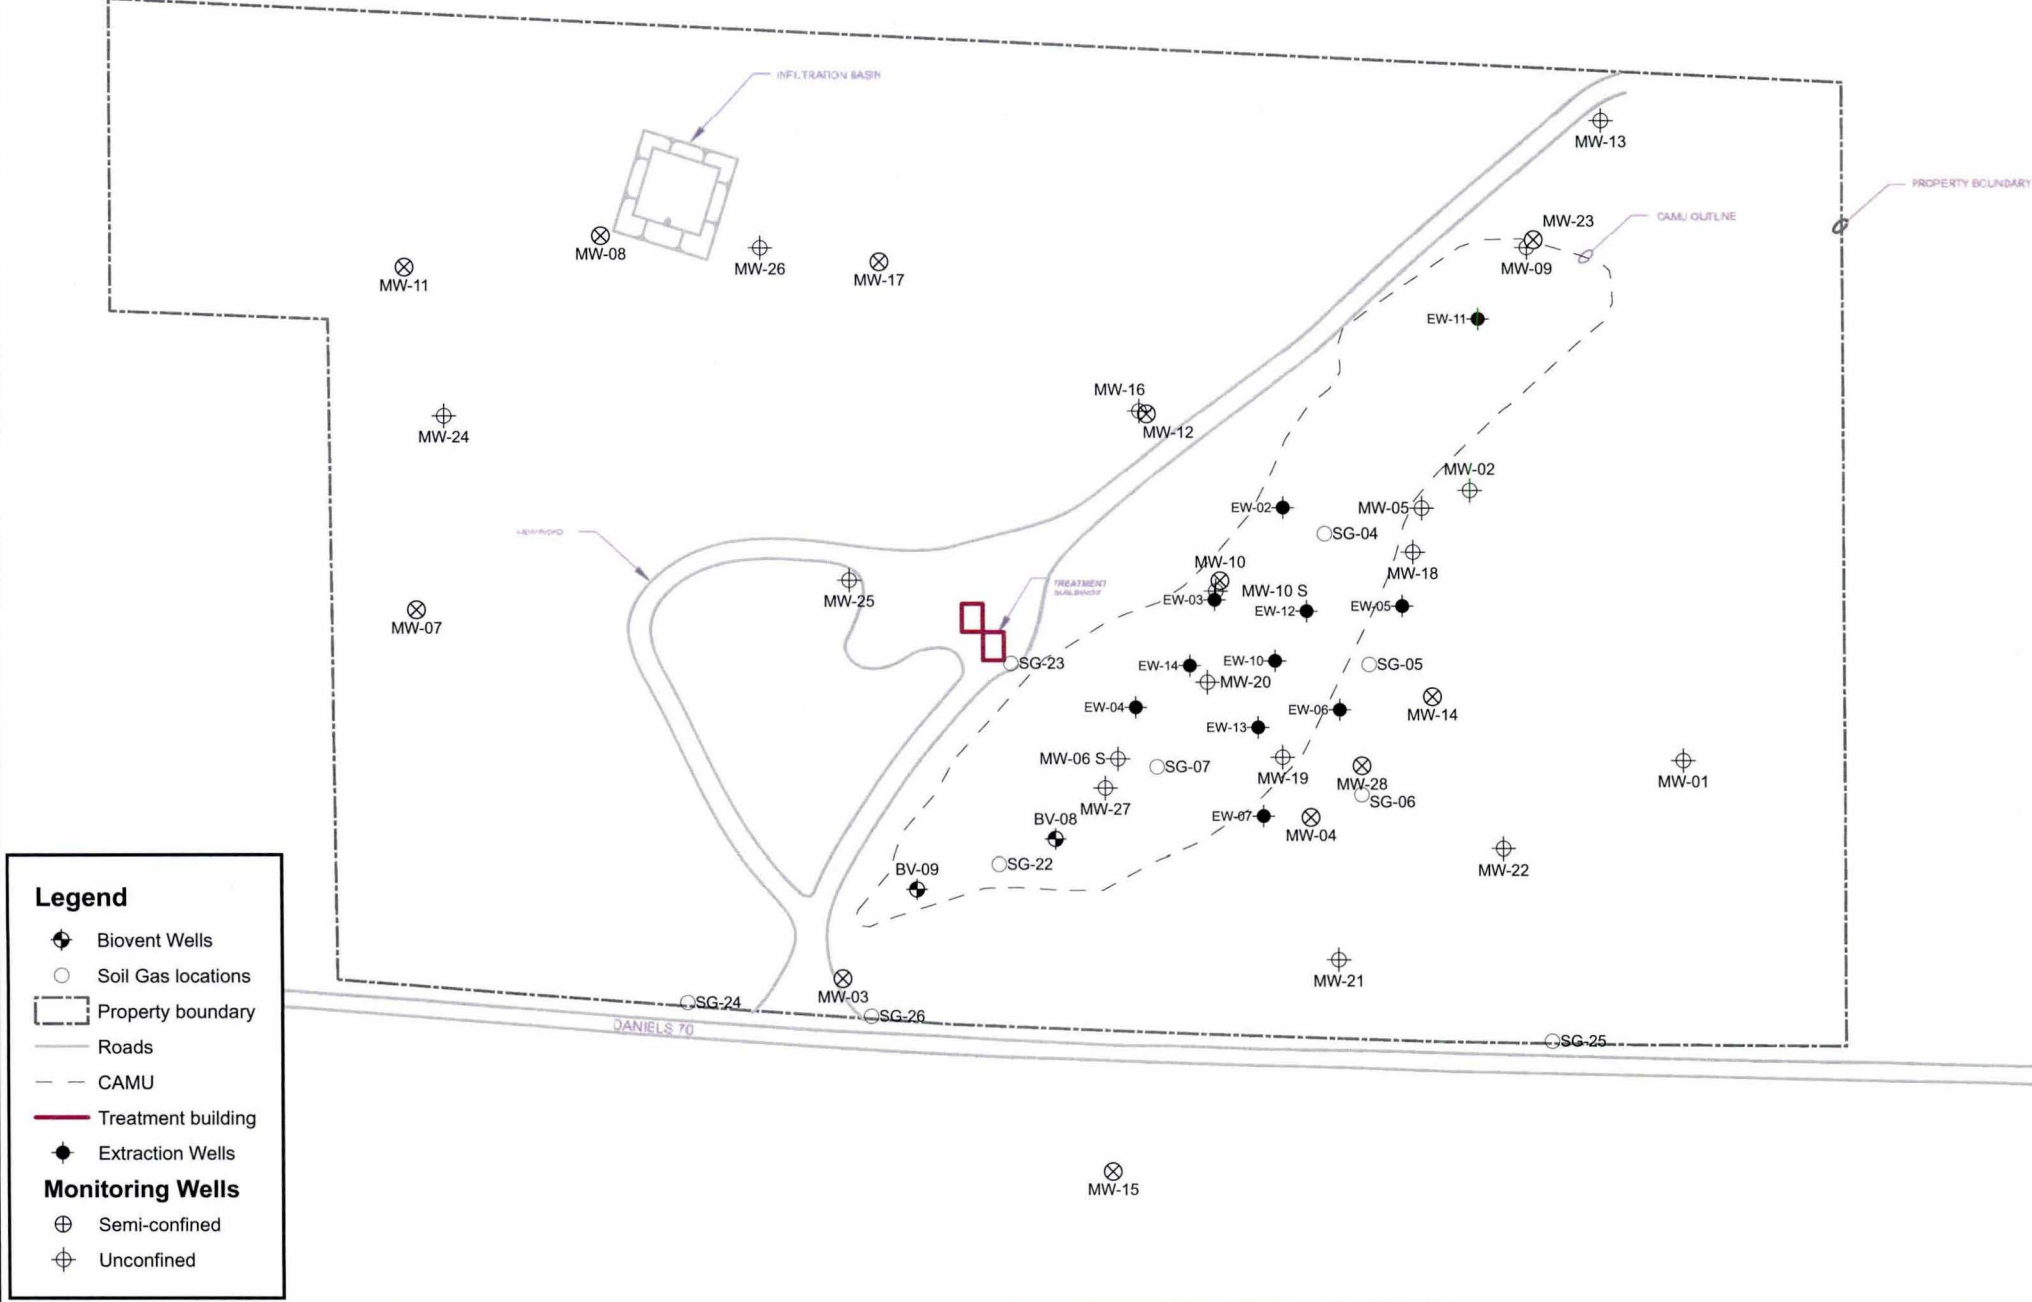 INFILTRATION BASIN
MW-13
PROPERTY BOUNDARY
CAMU OUTLINE
MW-23
MW-08
MW-26
MW-17
MW-11
MW-09
EW-11
MW-16
MW-12
MW-24
MW-02
EW-02
MW-05
SG-04
NEW ROAD
MW-18
MW-10
MW-10 S
TREATMENT
BUILDINGS
EW-03
EW-12
EW-05
MW-25
MW-07
SG-23
EW-14
EW-10
SG-05
MW-20
EW-04
EW-06
MW-14
EW-13
MW-06 S
SG-07
MW-19
MW-28
MW-01
MW-27
SG-06
BV-08
EW-07
MW-04
SG-22
BV-09
MW-22
MW-21
MW-03
SG-24
SG-26
DANIELS 70
SG-25
MW-15
Legend
Biovent Wells
Soil Gas locations
Property boundary
Roads
CAMU
Treatment building
Extraction Wells
Monitoring Wells
Semi-confined
Unconfined